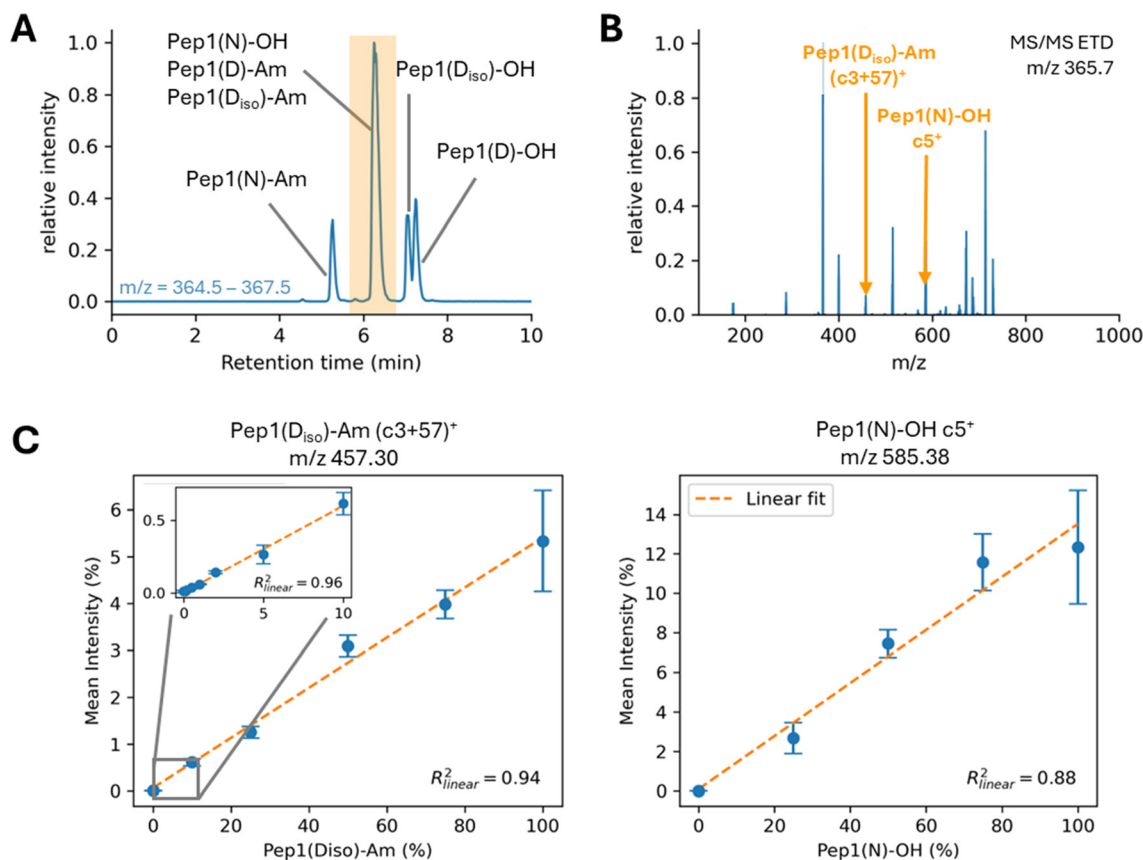 A
Pep1(N)-OH
Pep1(D)-Am
Pep1(Diso)-Am
Pep1(Diso)-OH
Pep1(D)-OH
Pep1(N)-Am
m/z = 364.5 – 367.5
relative intensity
1.0
0.8
0.6
0.4
0.2
0.0
0 2 4 6 8 10
Retention time (min)
B
Pep1(Diso)-Am
(c3+57)+
Pep1(N)-OH
c5+
MS/MS ETD
m/z 365.7
relative intensity
1.0
0.8
0.6
0.4
0.2
0.0
200 400 600 800 1000
m/z
C
Pep1(Diso)-Am (c3+57)+
m/z 457.30
Mean Intensity (%)
6
5
4
3
2
1
0
0.5
0.0
R²linear = 0.96
0 5 10
R²linear = 0.94
0 20 40 60 80 100
Pep1(Diso)-Am (%)
Pep1(N)-OH c5+
m/z 585.38
Linear fit
Mean Intensity (%)
14
12
10
8
6
4
2
0
R²linear = 0.88
0 20 40 60 80 100
Pep1(N)-OH (%)